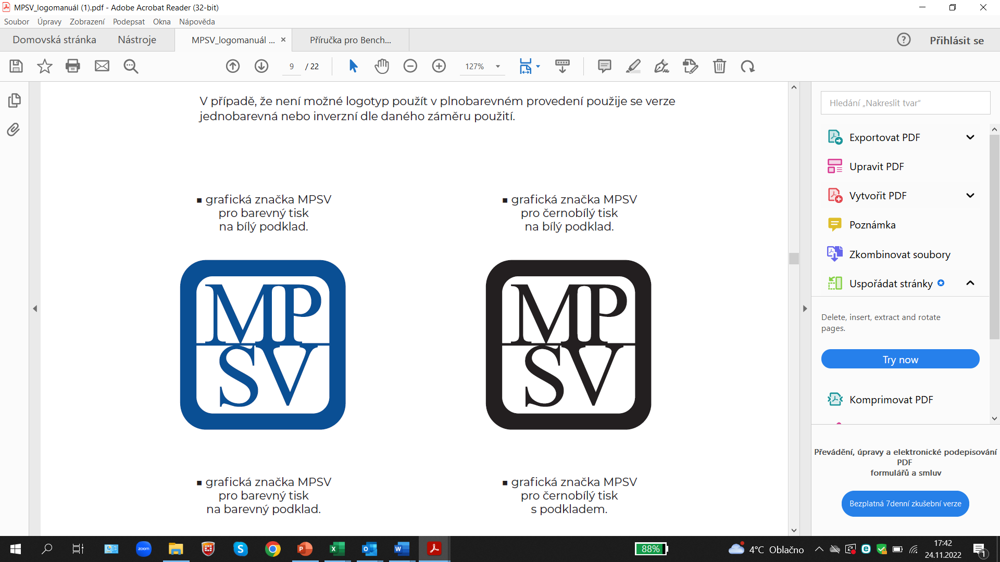 MPSV_logomanuál (1).pdf - Adobe Acrobat Reader (32-bit)
Soubor Úpravy Zobrazení Podepsat Okna Nápověda
Domovská stránka Nástroje MPSV_logomanuál ... Příručka pro Bench... Přihlásit se
9 / 22 127%
V případě, že není možné logotyp použít v plnobarevném provedení použije se verze
jednobarevná nebo inverzní dle daného záměru použití.
grafická značka MPSV
pro barevný tisk
na bílý podklad.
grafická značka MPSV
pro černobílý tisk
na bílý podklad.
MP
SV
MP
SV
grafická značka MPSV
pro barevný tisk
na barevný podklad.
grafická značka MPSV
pro černobílý tisk
s podkladem.
Hledání „Nakreslit tvar“
Exportovat PDF
Upravit PDF
Vytvořit PDF
Poznámka
Zkombinovat soubory
Uspořádat stránky
Delete, insert, extract and rotate
pages.
Try now
Komprimovat PDF
Převádění, úpravy a elektronické podepisování
PDF
formulářů a smluv
Bezplatná 7denní zkušební verze
zoom
88%
4°C Oblačno
17:42
24.11.2022
1